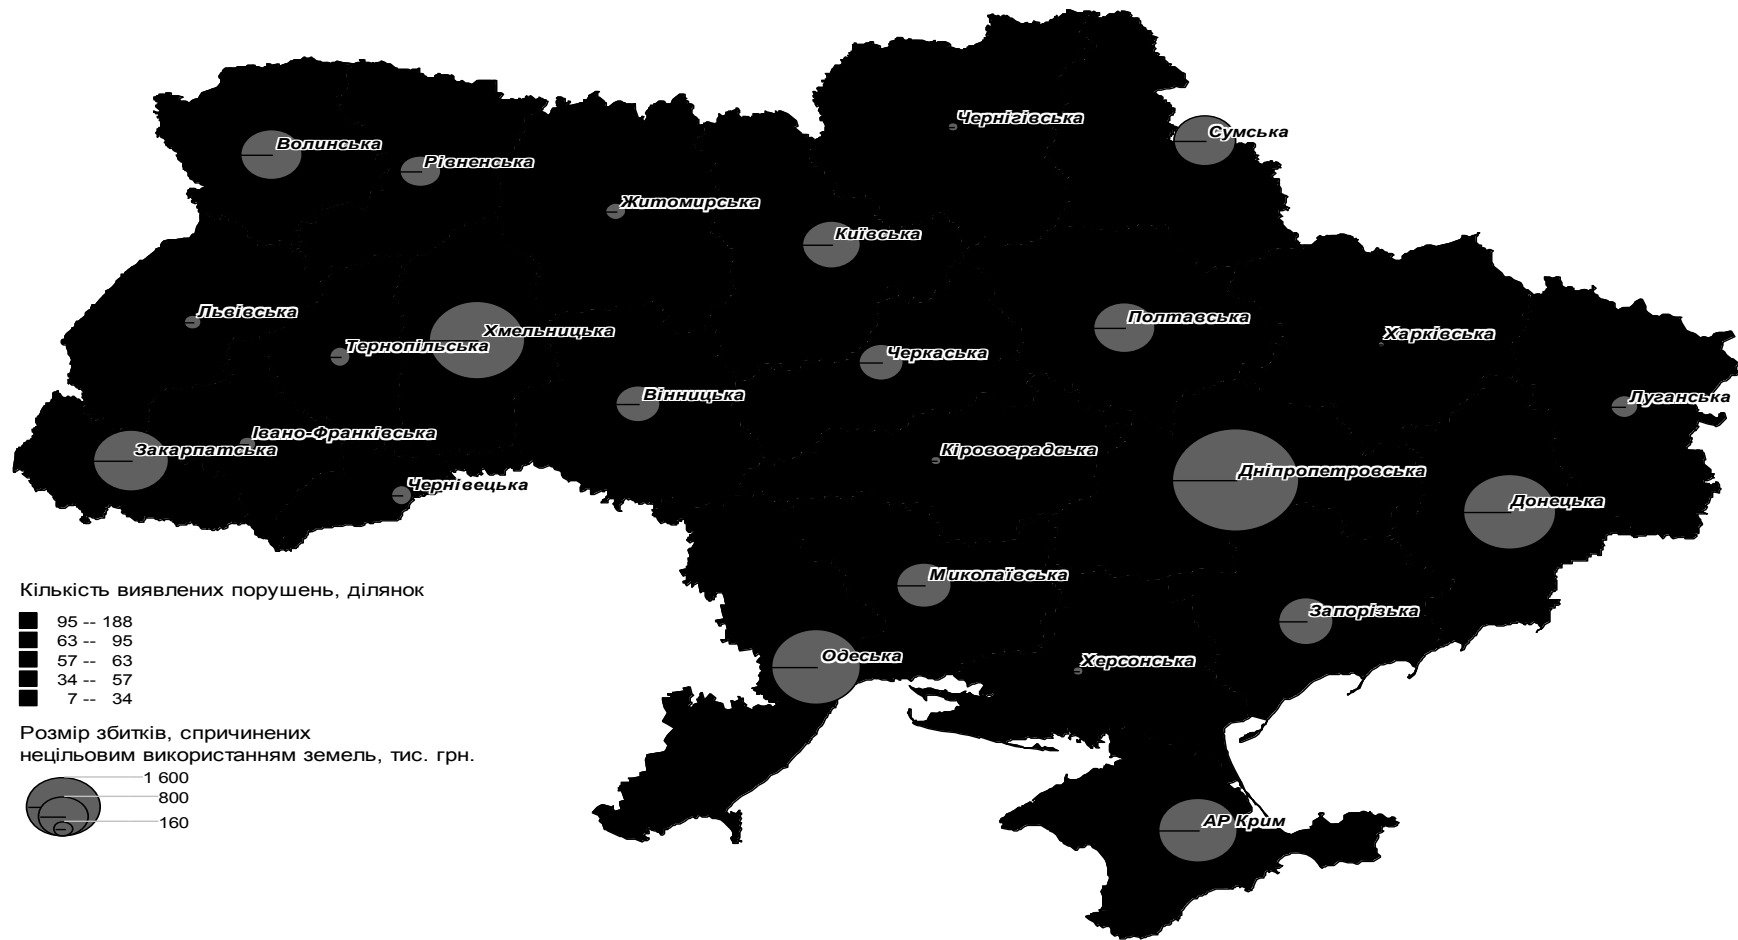 Чернігівська
Сумська
Волинська
Рівненська
Житомирська
Київська
Львівська
Хмельницька
Тернопільська
Полтавська
Харківська
Черкаська
Вінницька
Луганська
Івано-Франківська
Закарпатська
Кіровоградська
Дніпропетровська
Чернівецька
Донецька
Миколаївська
Запорізька
Одеська
Херсонська
АР Крим
Кількість виявлених порушень, ділянок
95 -- 188
63 -- 95
57 -- 63
34 -- 57
7 -- 34
Розмір збитків, спричинених
нецільовим використанням земель, тис. грн.
1 600
800
160